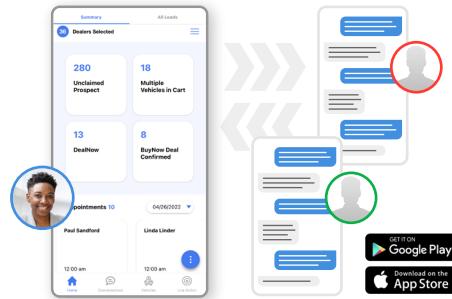 Summary
All Leads
36 Dealers Selected
280
Unclaimed
Prospect
18
Multiple
Vehicles in Cart
13
DealNow
8
BuyNow Deal
Confirmed
ppointments 10
04/26/2022
Paul Sandford
Linda Linder
12:00 am
12:00 am
Home
Conversations
Vehicles
GET IT ON
Google Play
Download on the
App Store